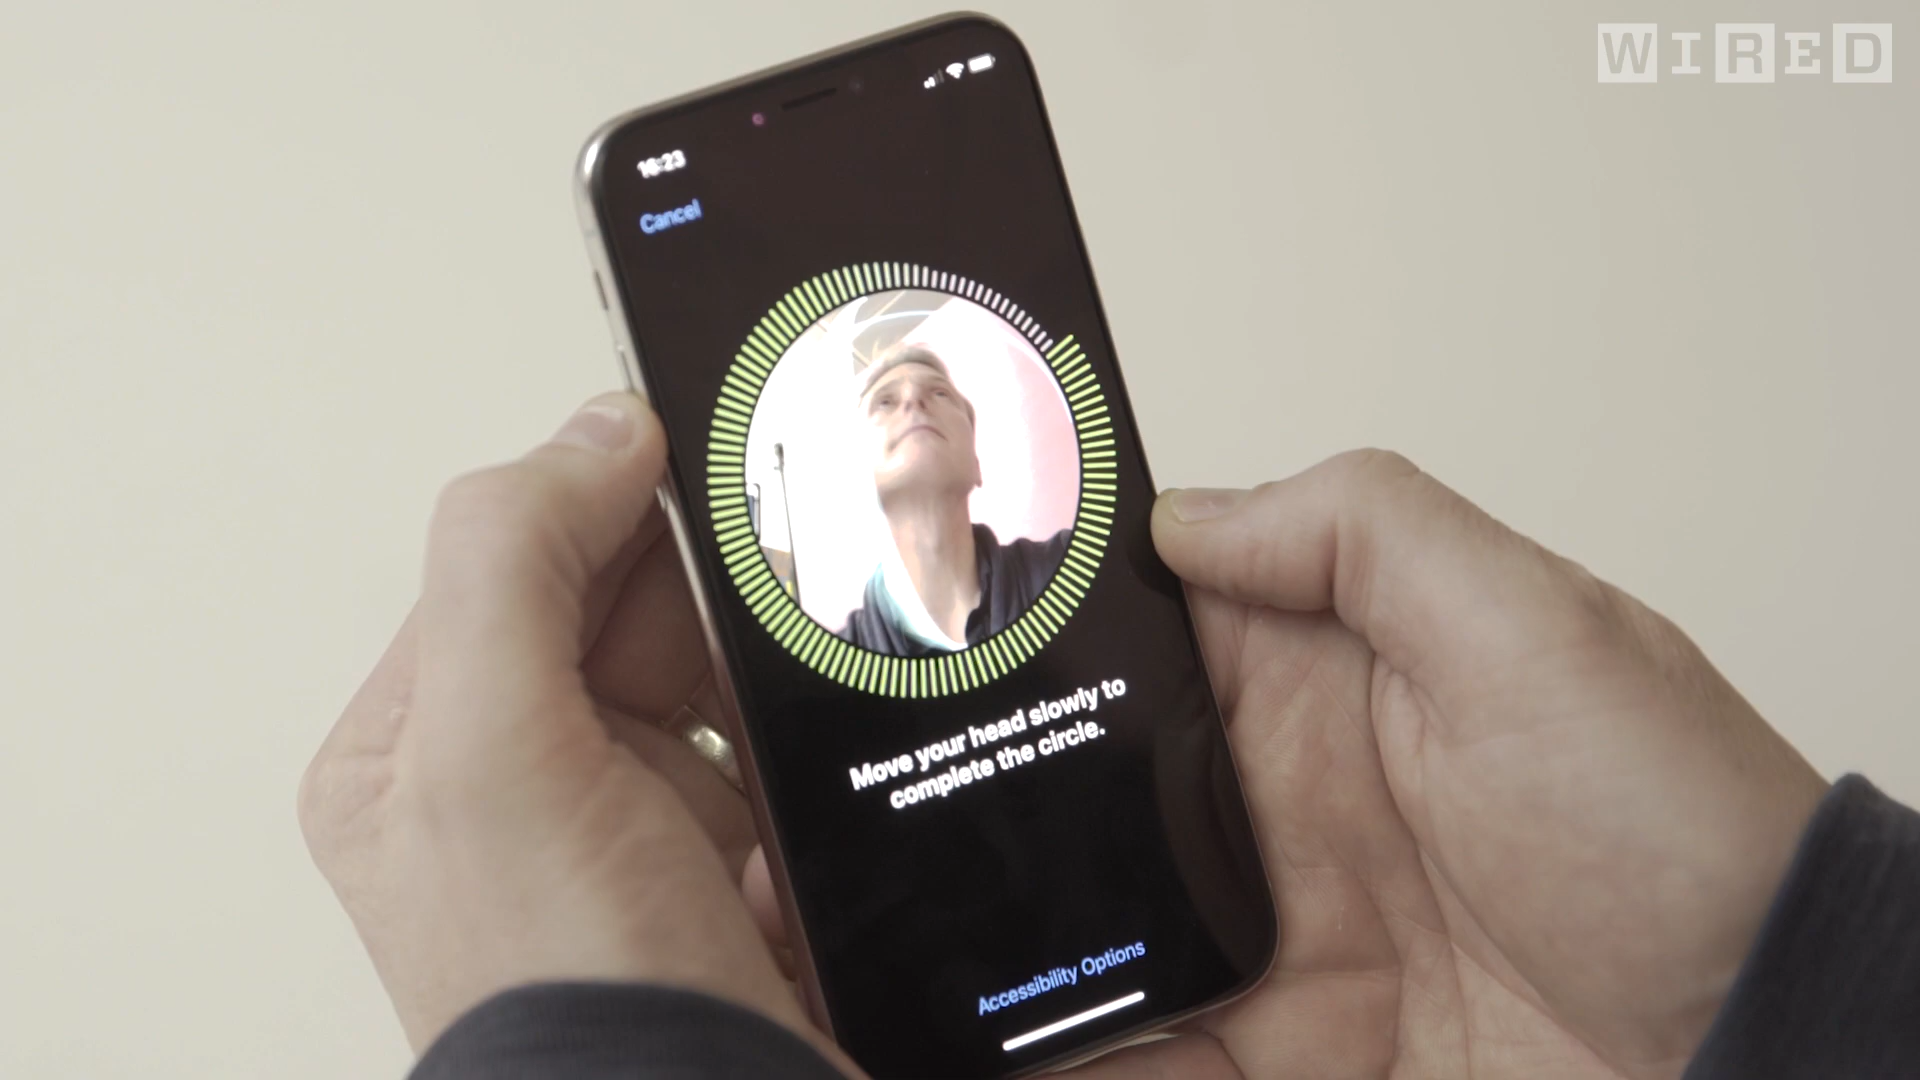 WIRED
16:23
Cancel
Move your head slowly to
complete the circle.
Accessibility Options